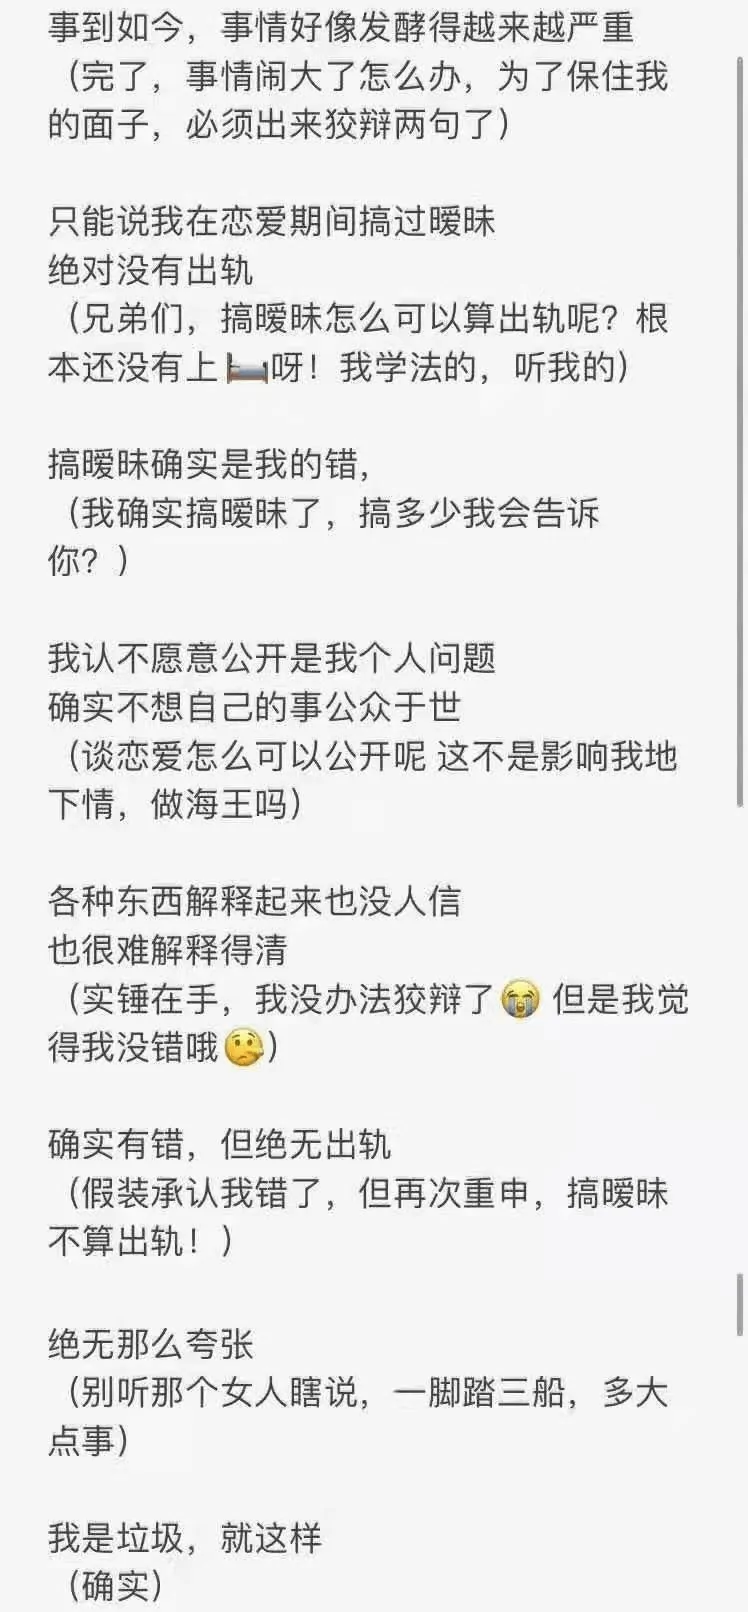 事到如今，事情好像发酵得越来越严重
（完了，事情闹大了怎么办，为了保住我
的面子，必须出来狡辩两句了）
只能说我在恋爱期间搞过暧昧
绝对没有出轨
（兄弟们，搞暧昧怎么可以算出轨呢？根
本还没有上🛏️呀！我学法的，听我的）
搞暧昧确实是我的错，
（我确实搞暧昧了，搞多少我会告诉
你？）
我认不愿意公开是我个人问题
确实不想自己的事公众于世
（谈恋爱怎么可以公开呢 这不是影响我地
下情，做海王吗）
各种东西解释起来也没人信
也很难解释得清
（实锤在手，我没办法狡辩了😭 但是我觉
得我没错哦🤔）
确实有错，但绝无出轨
（假装承认我错了，但再次重申，搞暧昧
不算出轨！）
绝无那么夸张
（别听那个女人瞎说，一脚踏三船，多大
点事）
我是垃圾，就这样
（确实）